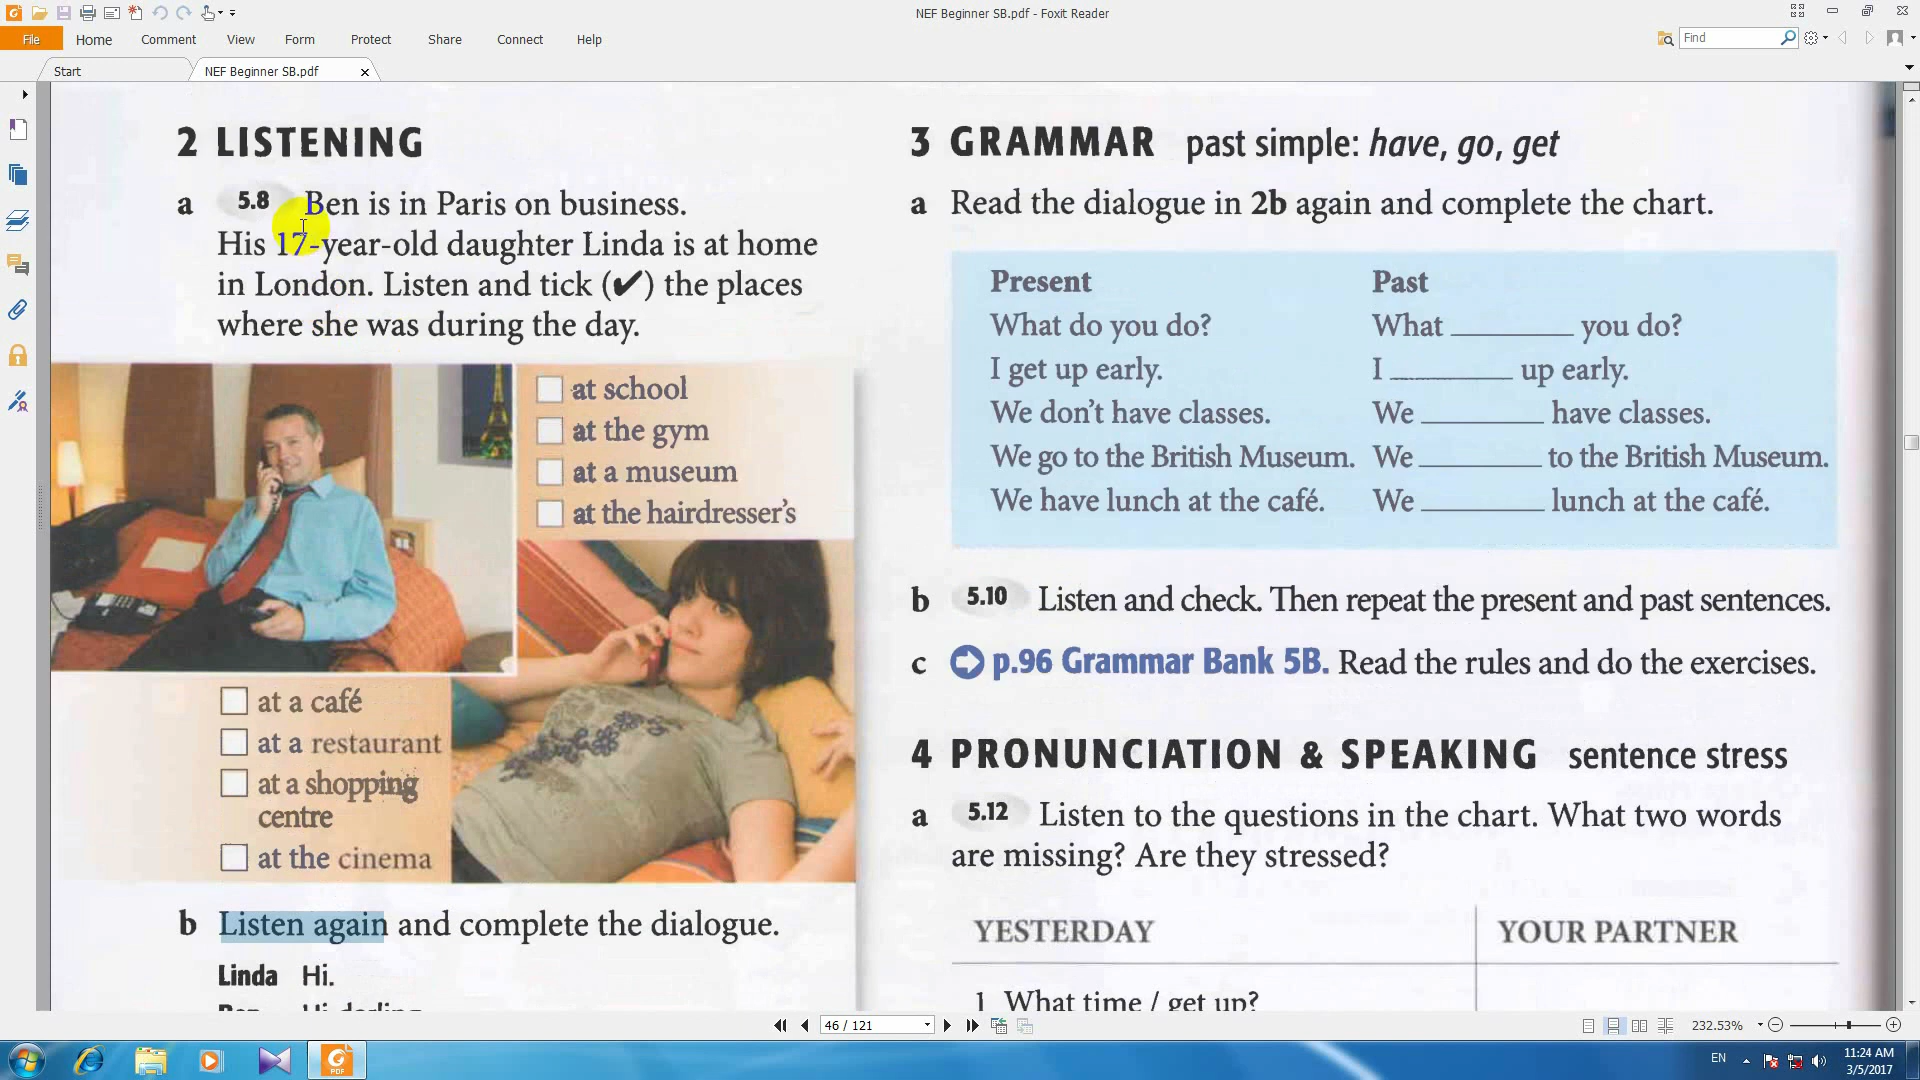 NEF Beginner SB.pdf - Foxit Reader
File Home Comment View Form Protect Share Connect Help
Find
Start
NEF Beginner SB.pdf
2 LISTENING
a 5.8 Ben is in Paris on business.
His 17-year-old daughter Linda is at home
in London. Listen and tick (✔) the places
where she was during the day.
at school
at the gym
at a museum
at the hairdresser's
at a café
at a restaurant
at a shopping
centre
at the cinema
b Listen again and complete the dialogue.
Linda Hi.
Ben Hi darling
3 GRAMMAR past simple: have, go, get
a Read the dialogue in 2b again and complete the chart.
Present Past
What do you do? What ________ you do?
I get up early. I ________ up early.
We don't have classes. We ________ have classes.
We go to the British Museum. We ________ to the British Museum.
We have lunch at the café. We ________ lunch at the café.
b 5.10 Listen and check. Then repeat the present and past sentences.
c p.96 Grammar Bank 5B. Read the rules and do the exercises.
4 PRONUNCIATION & SPEAKING sentence stress
a 5.12 Listen to the questions in the chart. What two words
are missing? Are they stressed?
YESTERDAY YOUR PARTNER
1 What time / get up?
46 / 121
232.53%
PDF
EN
11:24 AM
3/5/2017